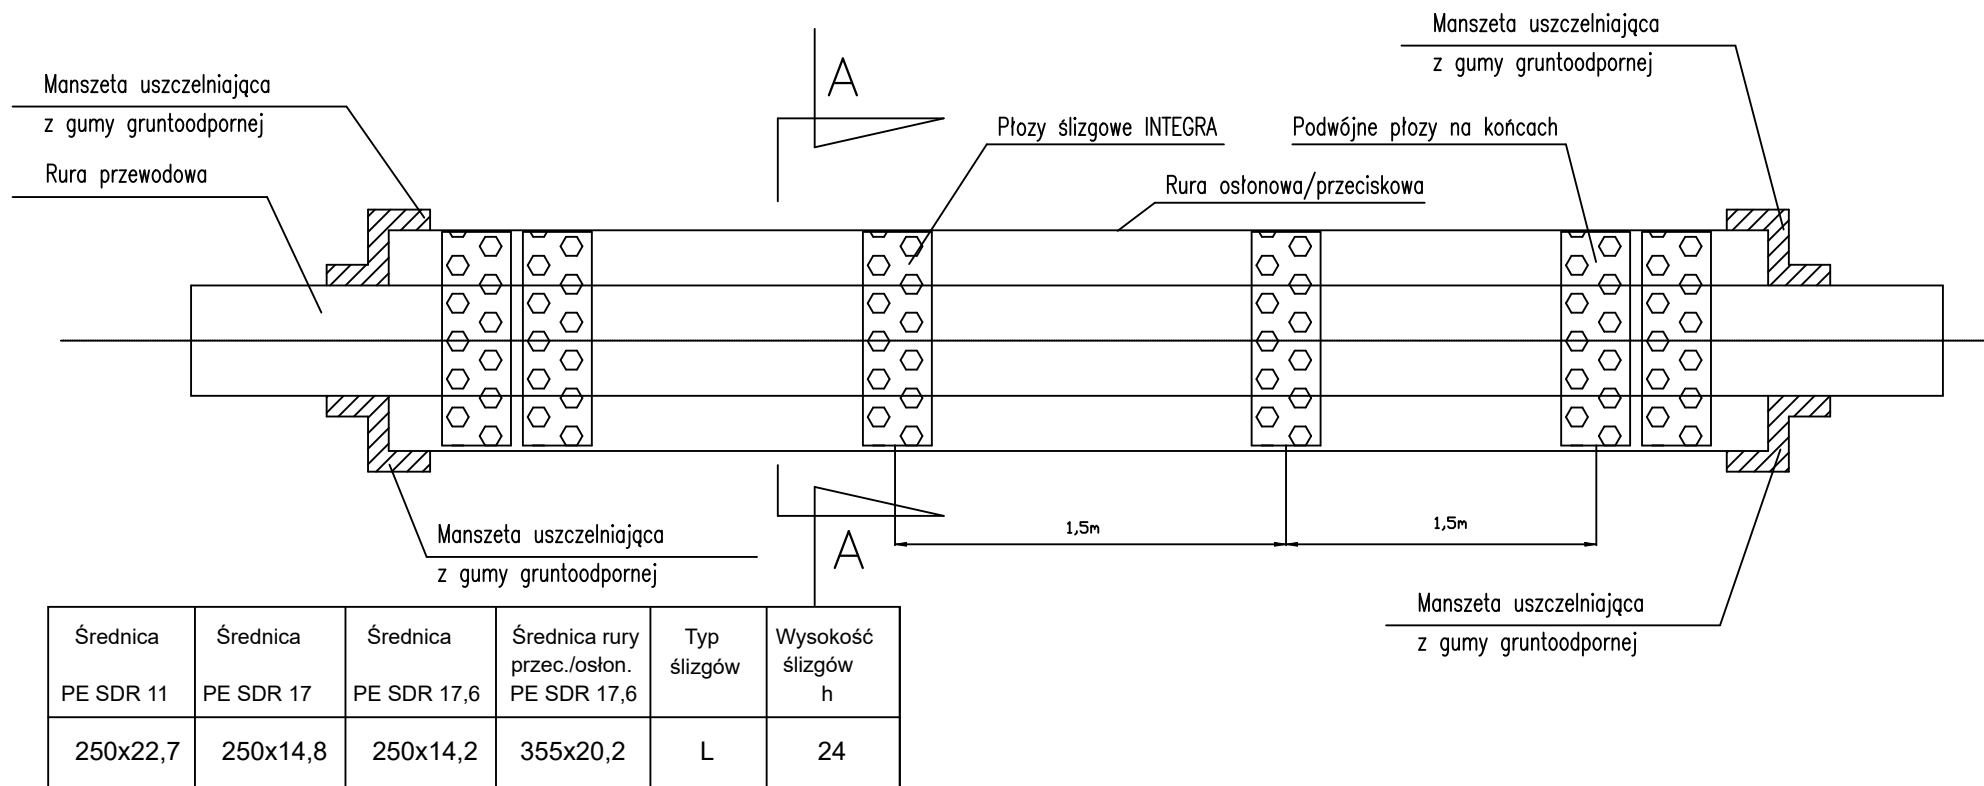 Manszeta uszczelniająca
z gumy gruntoodpornej
A
Manszeta uszczelniająca
z gumy gruntoodpornej
Płozy ślizgowe INTEGRA
Podwójne płozy na końcach
Rura przewodowa
Rura osłonowa/przeciskowa
1,5m
1,5m
Manszeta uszczelniająca
z gumy gruntoodpornej
A
Manszeta uszczelniająca
z gumy gruntoodpornej
Średnica
PE SDR 11
Średnica
PE SDR 17
Średnica
PE SDR 17,6
Średnica rury
przec./osłon.
PE SDR 17,6
Typ
ślizgów
Wysokość
ślizgów
h
250x22,7
250x14,8
250x14,2
355x20,2
L
24